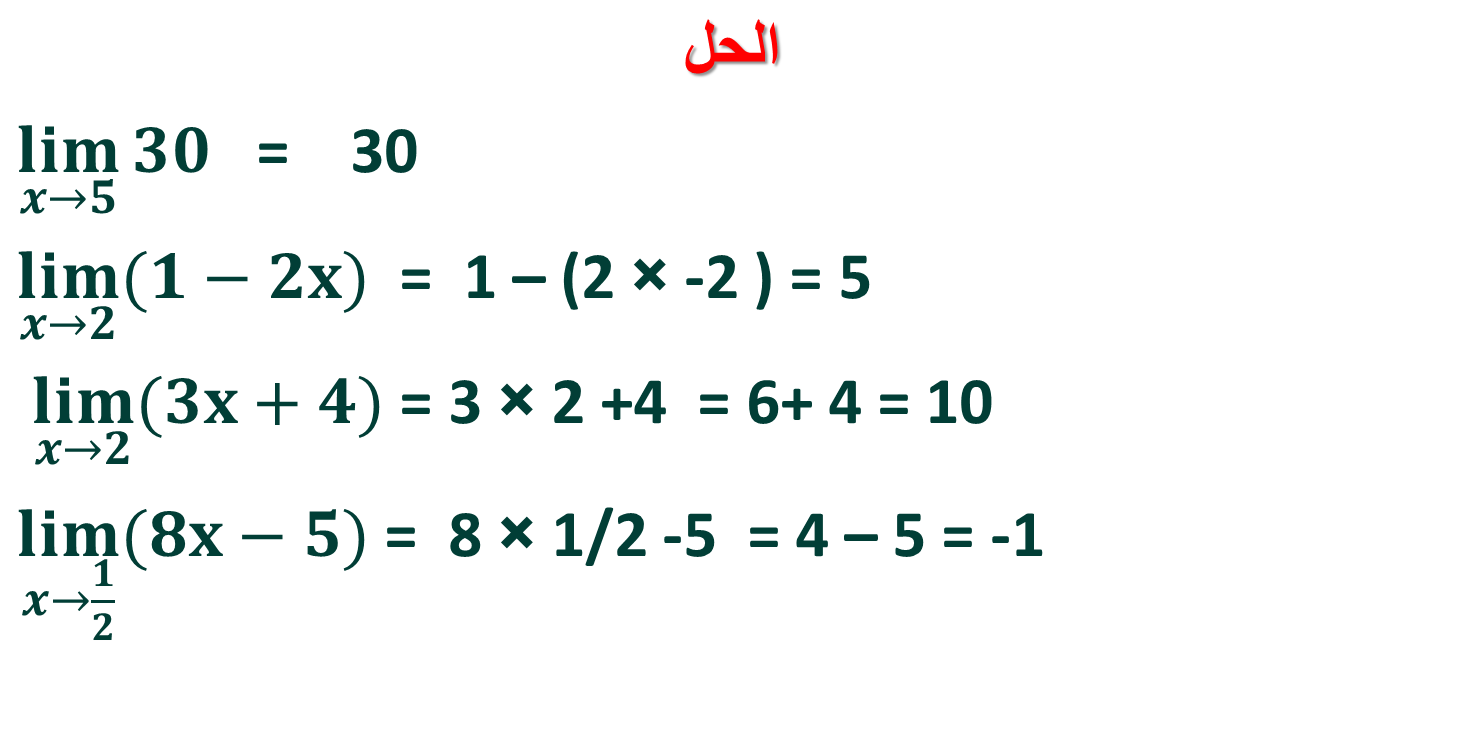 الحل
lim x→5 30 = 30
lim x→2 (1 − 2x) = 1 – (2 × -2 ) = 5
lim x→2 (3x + 4) = 3 × 2 +4 = 6+ 4 = 10
lim x→1/2 (8x − 5) = 8 × 1/2 -5 = 4 – 5 = -1